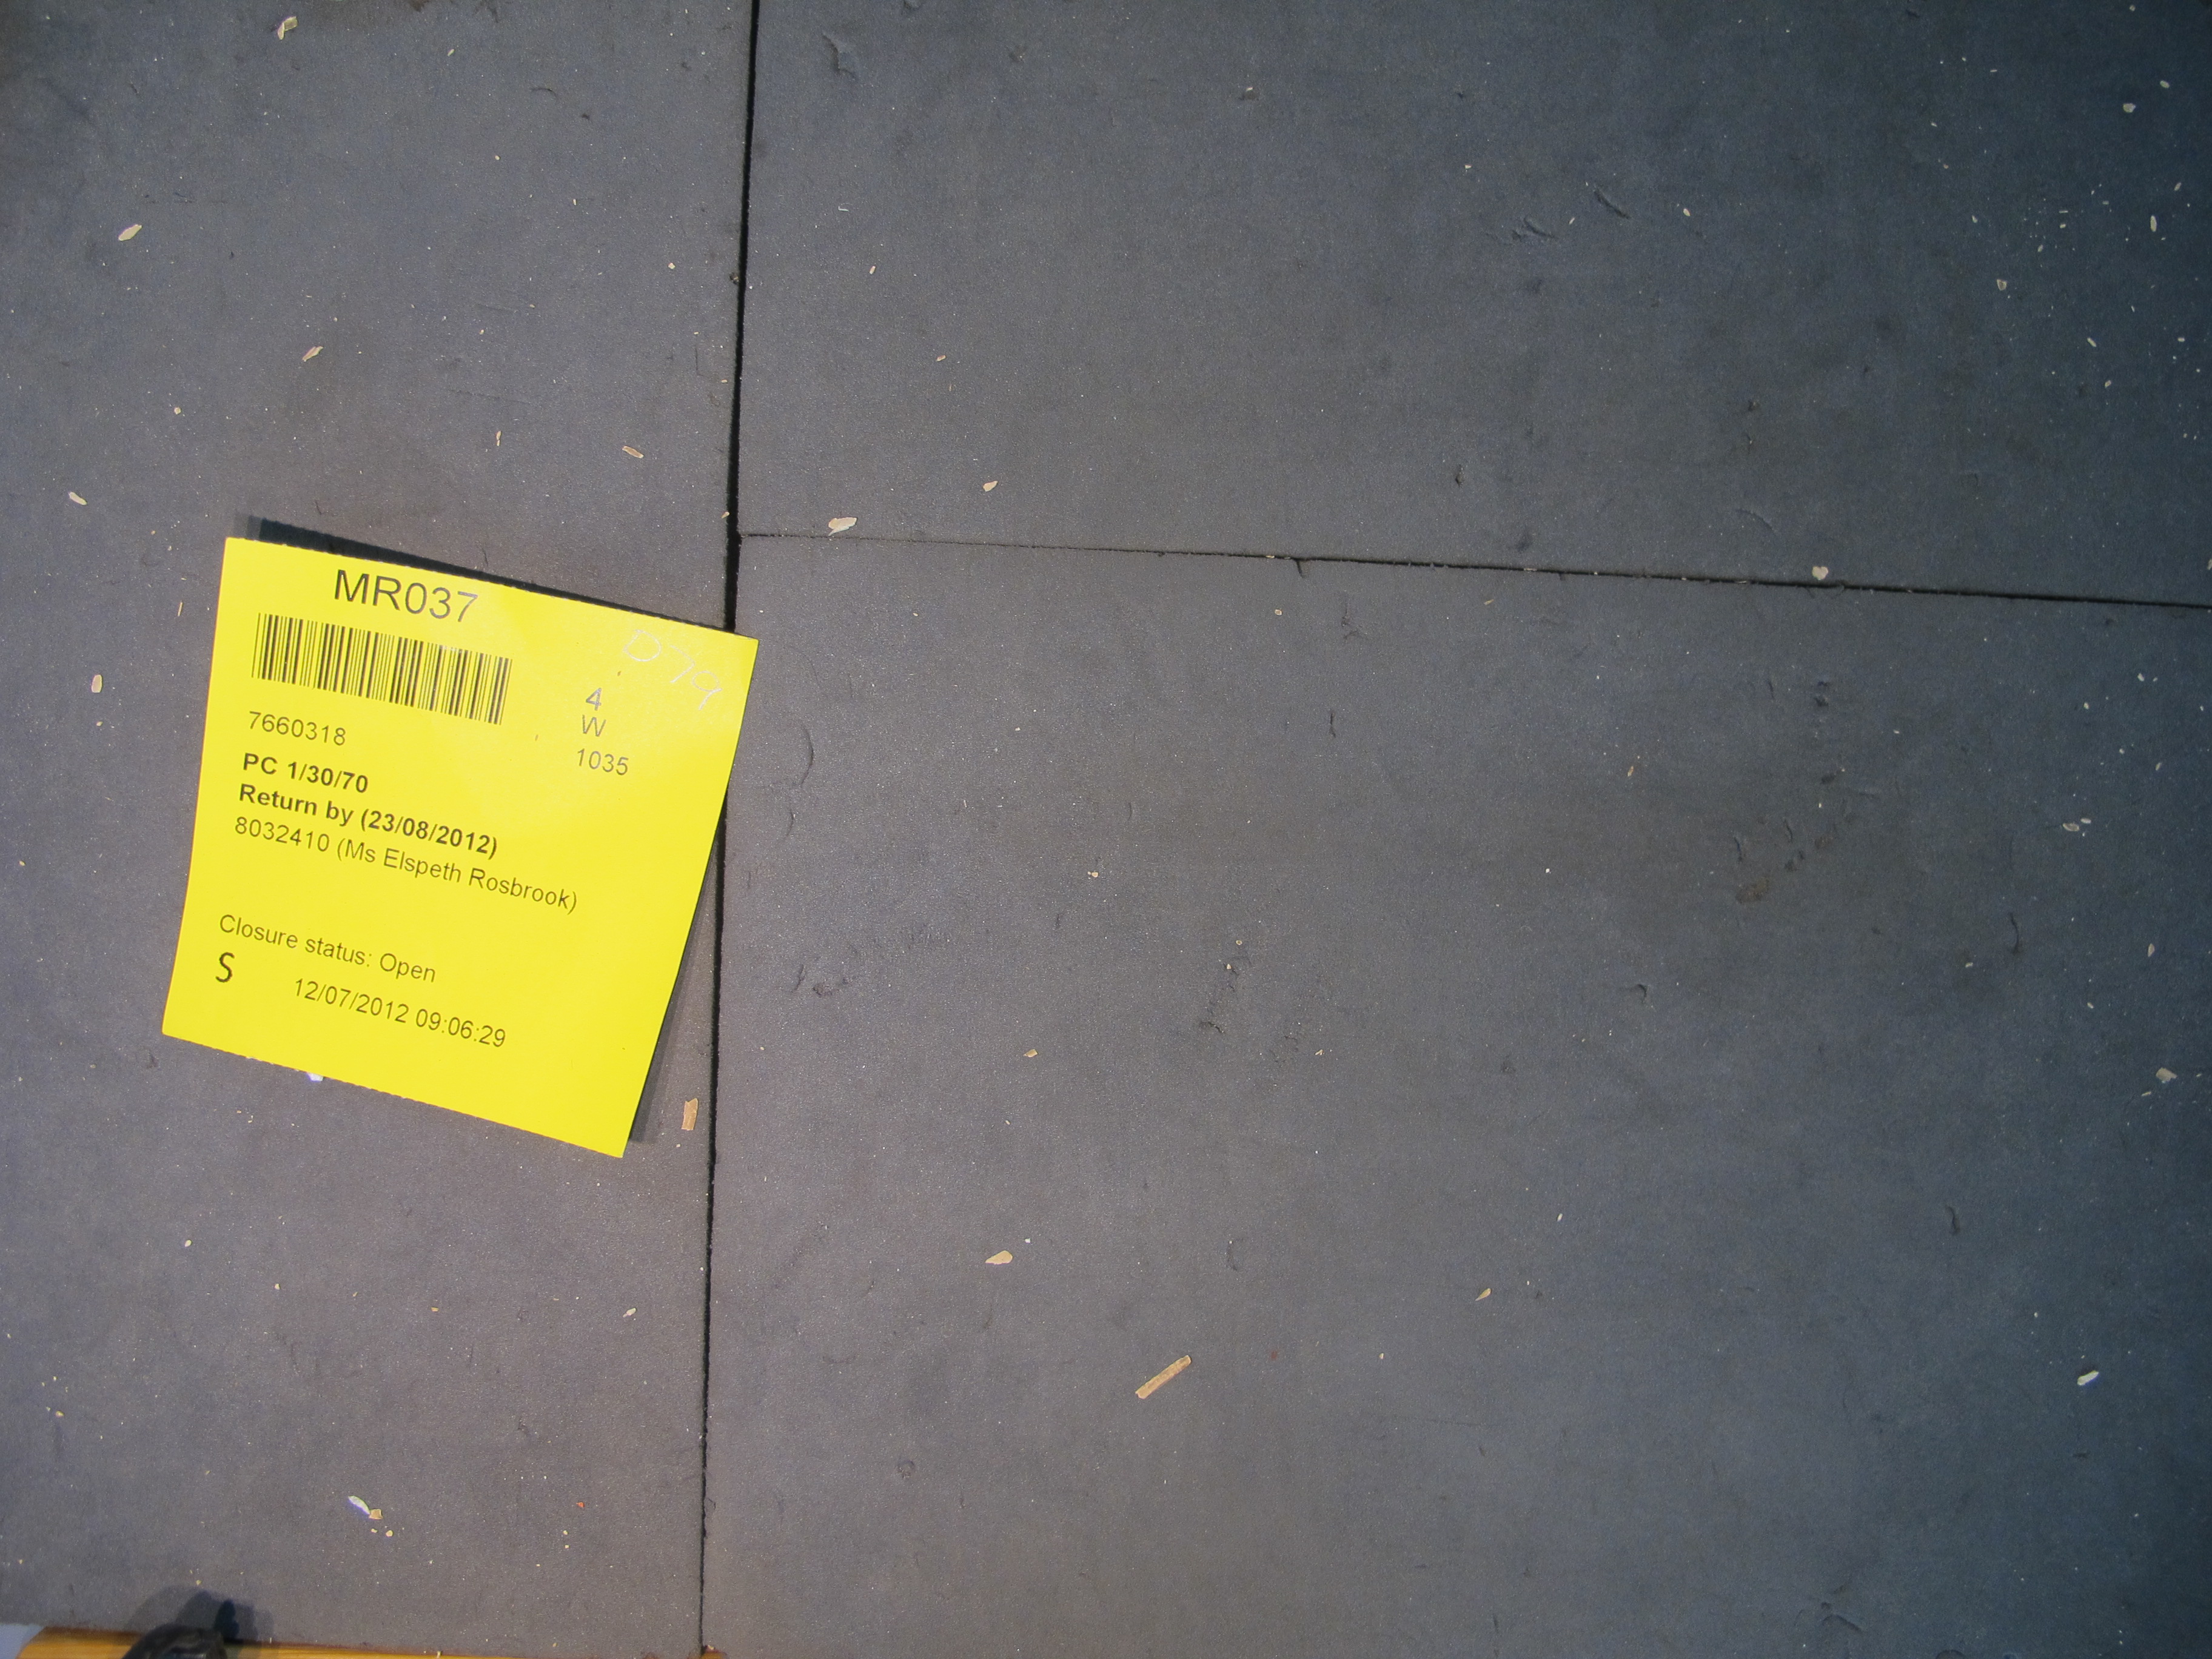 MR037
D79
4
W
1035
7660318
PC 1/30/70
Return by (23/08/2012)
8032410 (Ms Elspeth Rosbrook)
Closure status: Open
S
12/07/2012 09:06:29